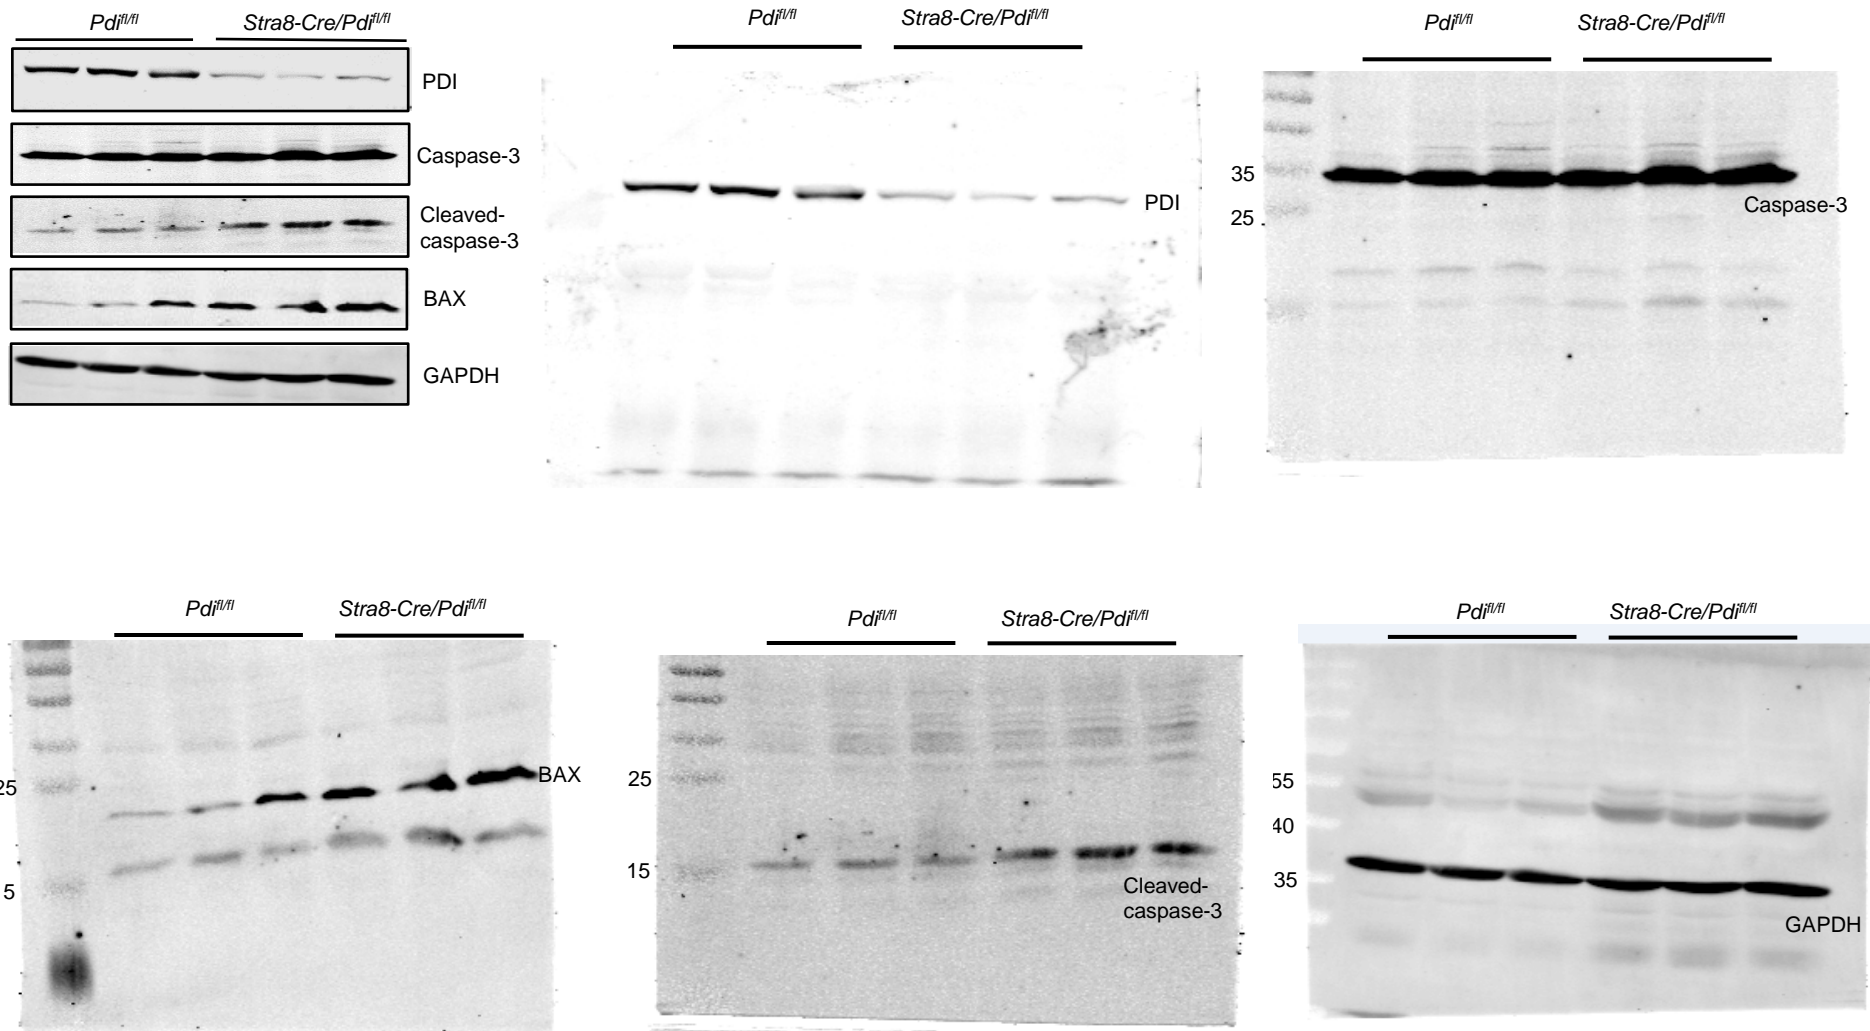 Pdifl/fl Stra8-Cre/Pdifl/fl
PDI
Caspase-3
Cleaved-
caspase-3
BAX
GAPDH
Pdifl/fl Stra8-Cre/Pdifl/fl
PDI
Pdifl/fl Stra8-Cre/Pdifl/fl
35
25
Caspase-3
Pdifl/fl Stra8-Cre/Pdifl/fl
25
BAX
5
Pdifl/fl Stra8-Cre/Pdifl/fl
25
15
Cleaved-
caspase-3
Pdifl/fl Stra8-Cre/Pdifl/fl
55
40
35
GAPDH